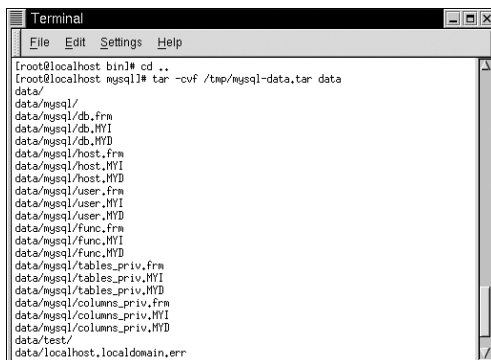 Terminal
File Edit Settings Help
[root@localhost bin]# cd ..
[root@localhost mysql]# tar -cvf /tmp/mysql-data.tar data
data/
data/mysql/
data/mysql/db.frm
data/mysql/db.MYI
data/mysql/db.MYD
data/mysql/host.frm
data/mysql/host.MYI
data/mysql/host.MYD
data/mysql/user.frm
data/mysql/user.MYI
data/mysql/user.MYD
data/mysql/func.frm
data/mysql/func.MYI
data/mysql/func.MYD
data/mysql/tables_priv.frm
data/mysql/tables_priv.MYI
data/mysql/tables_priv.MYD
data/mysql/columns_priv.frm
data/mysql/columns_priv.MYI
data/mysql/columns_priv.MYD
data/test/
data/localhost.localdomain.err